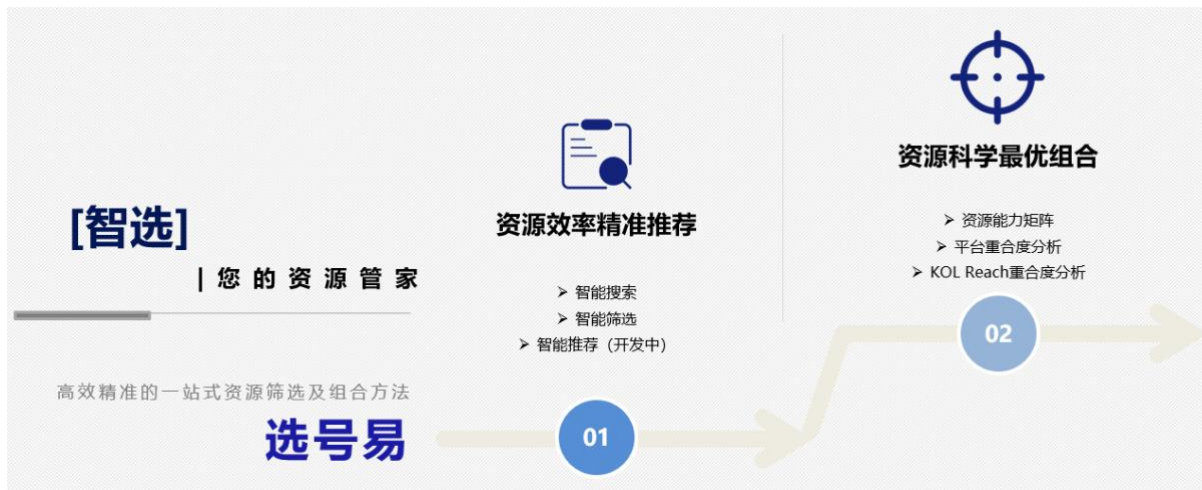 [智选]
|您的资源管家
高效精准的一站式资源筛选及组合方法
选号易
资源效率精准推荐
➢ 智能搜索
➢ 智能筛选
➢ 智能推荐（开发中）
01
资源科学最优组合
➢ 资源能力矩阵
➢ 平台重合度分析
➢ KOL Reach重合度分析
02